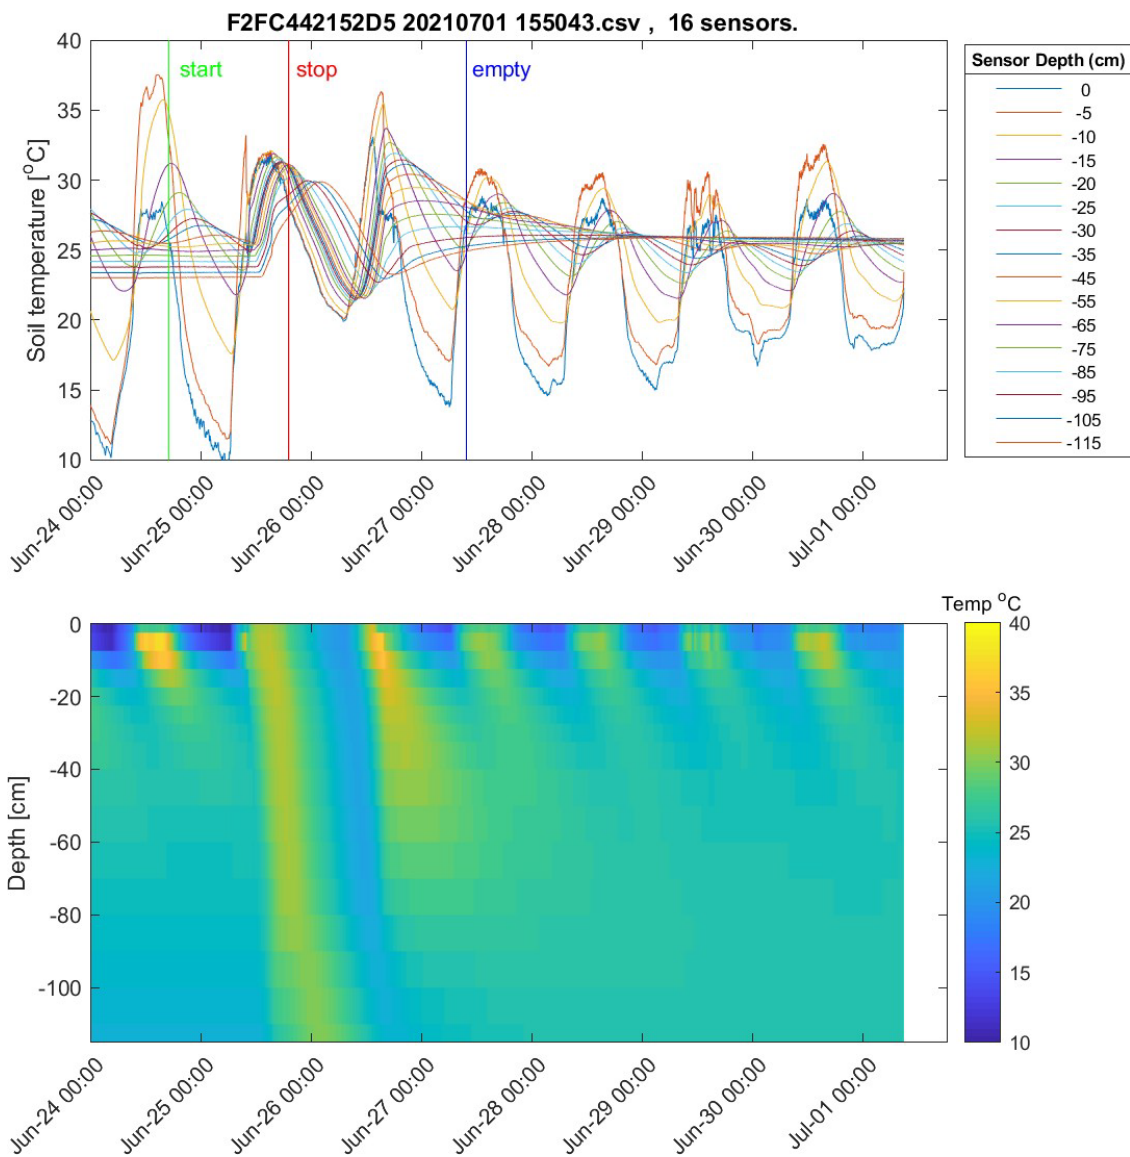 F2FC442152D5 20210701 155043.csv , 16 sensors.
40
35
30
25
20
15
10
Soil temperature [°C]
start
stop
empty
Jun-24 00:00
Jun-25 00:00
Jun-26 00:00
Jun-27 00:00
Jun-28 00:00
Jun-29 00:00
Jun-30 00:00
Jul-01 00:00
Sensor Depth (cm)
0
-5
-10
-15
-20
-25
-30
-35
-45
-55
-65
-75
-85
-95
-105
-115
0
-20
-40
-60
-80
-100
Depth [cm]
Jun-24 00:00
Jun-25 00:00
Jun-26 00:00
Jun-27 00:00
Jun-28 00:00
Jun-29 00:00
Jun-30 00:00
Jul-01 00:00
Temp °C
40
35
30
25
20
15
10